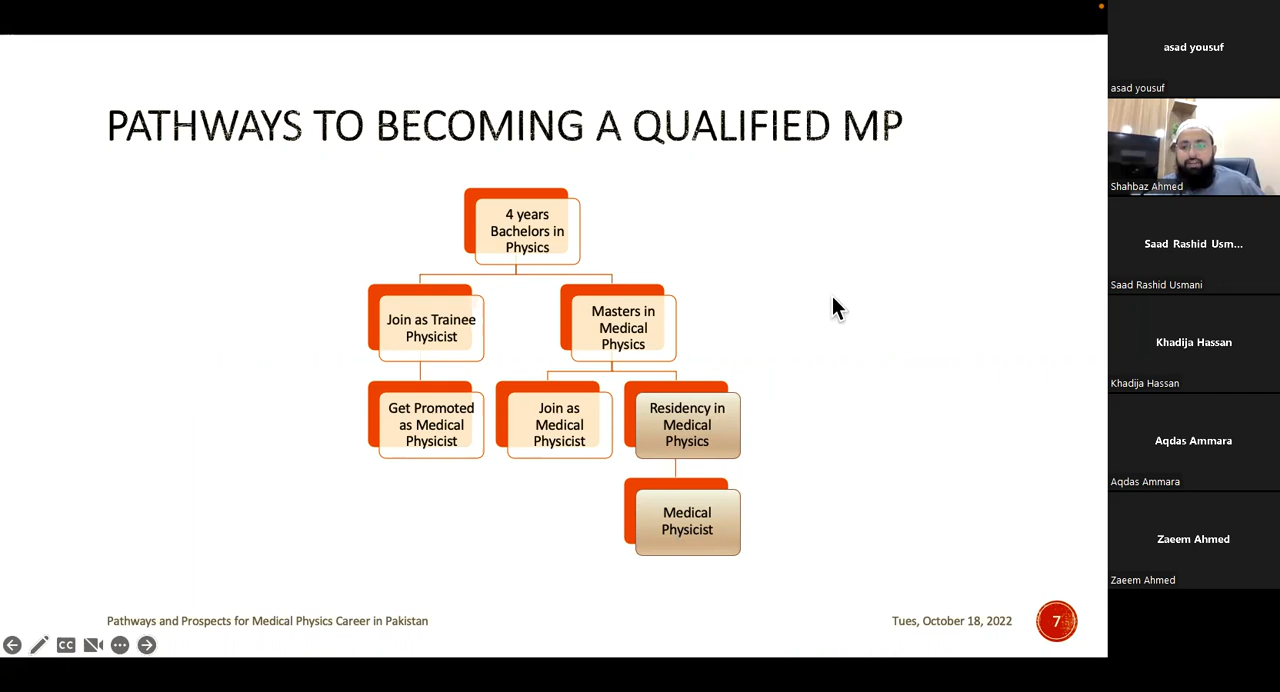 PATHWAYS TO BECOMING A QUALIFIED MP
4 years
Bachelors in
Physics
Join as Trainee
Physicist
Masters in
Medical
Physics
Get Promoted
as Medical
Physicist
Join as
Medical
Physicist
Residency in
Medical
Physics
Medical
Physicist
Pathways and Prospects for Medical Physics Career in Pakistan
Tues, October 18, 2022
7
CC
asad yousuf
asad yousuf
Shahbaz Ahmed
Saad Rashid Usm...
Saad Rashid Usmani
Khadija Hassan
Khadija Hassan
Aqdas Ammara
Aqdas Ammara
Zaeem Ahmed
Zaeem Ahmed